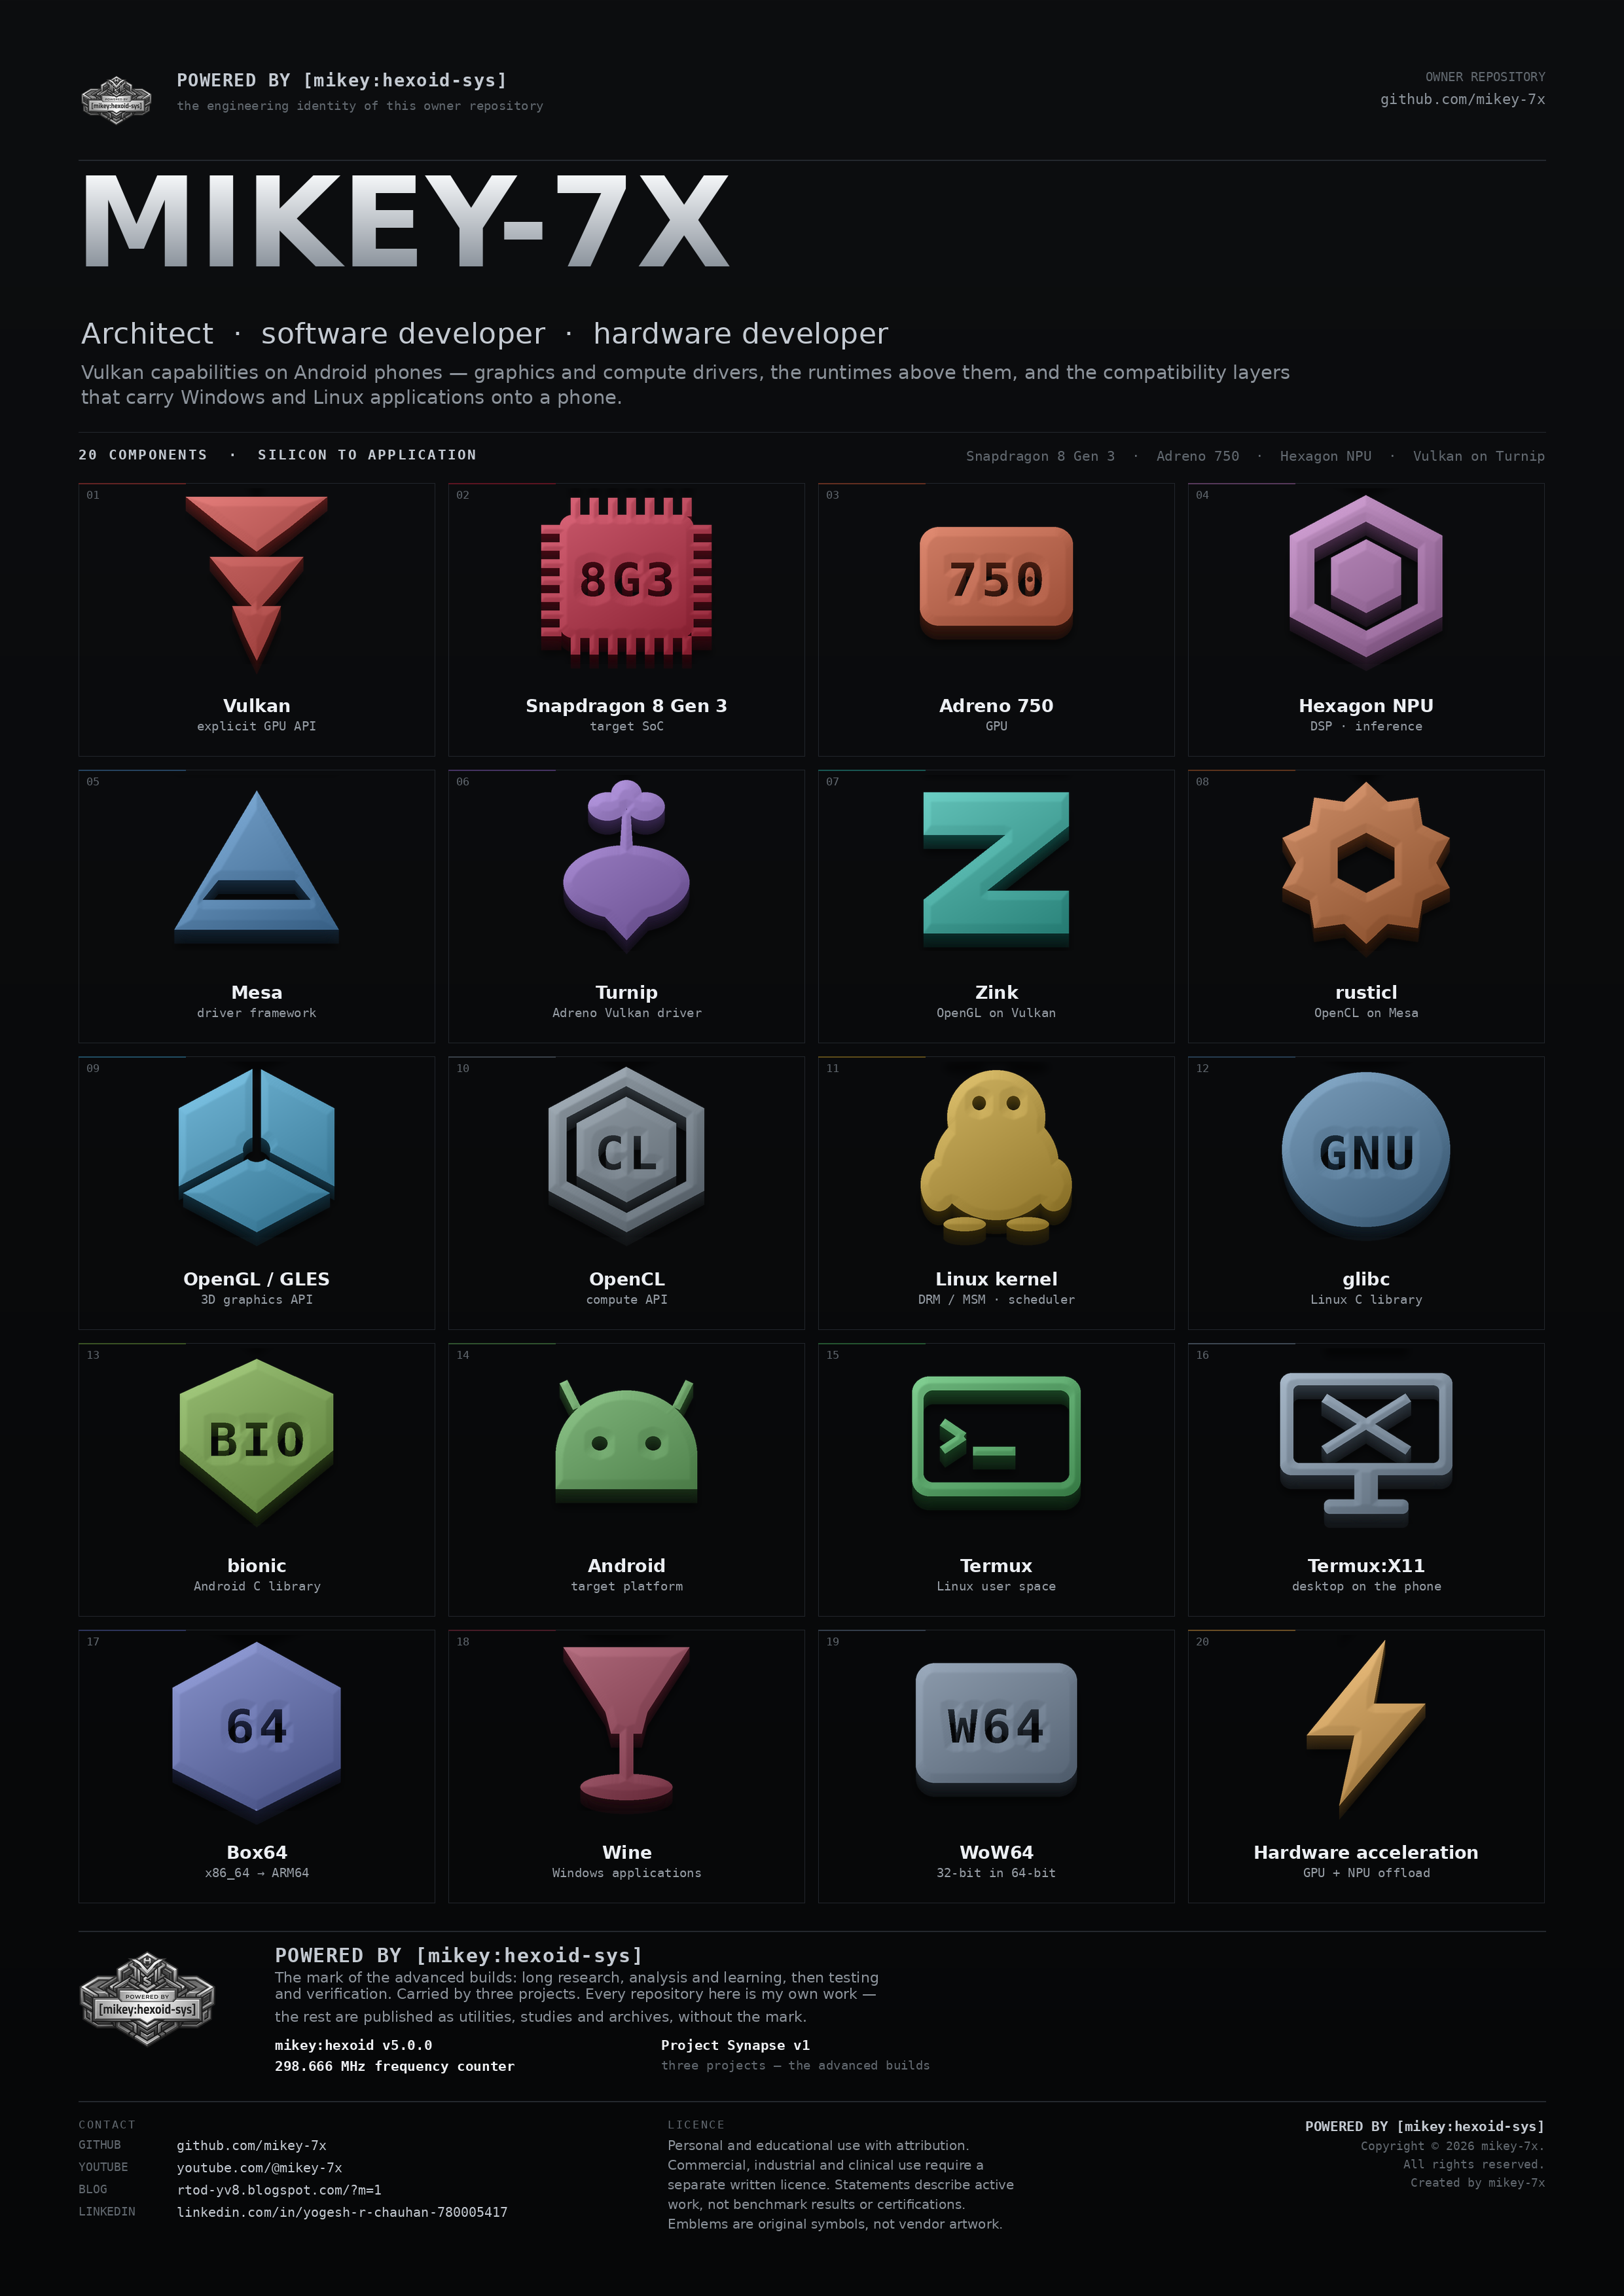 [mikey:hexoid-sys]
POWERED BY [mikey:hexoid-sys]
the engineering identity of this owner repository
OWNER REPOSITORY
github.com/mikey-7x
MIKEY-7X
Architect · software developer · hardware developer
Vulkan capabilities on Android phones — graphics and compute drivers, the runtimes above them, and the compatibility layers
that carry Windows and Linux applications onto a phone.
20 COMPONENTS · SILICON TO APPLICATION
Snapdragon 8 Gen 3 · Adreno 750 · Hexagon NPU · Vulkan on Turnip
01
Vulkan
explicit GPU API
02
8G3
Snapdragon 8 Gen 3
target SoC
03
750
Adreno 750
GPU
04
Hexagon NPU
DSP · inference
05
Mesa
driver framework
06
Turnip
Adreno Vulkan driver
07
Zink
OpenGL on Vulkan
08
rusticl
OpenCL on Mesa
09
OpenGL / GLES
3D graphics API
10
CL
OpenCL
compute API
11
Linux kernel
DRM / MSM · scheduler
12
GNU
glibc
Linux C library
13
BIO
bionic
Android C library
14
Android
target platform
15
>_
Termux
Linux user space
16
Termux:X11
desktop on the phone
17
64
Box64
x86_64 → ARM64
18
Wine
Windows applications
19
W64
WoW64
32-bit in 64-bit
20
Hardware acceleration
GPU + NPU offload
POWERED BY
[mikey:hexoid-sys]
POWERED BY [mikey:hexoid-sys]
The mark of the advanced builds: long research, analysis and learning, then testing
and verification. Carried by three projects. Every repository here is my own work —
the rest are published as utilities, studies and archives, without the mark.
mikey:hexoid v5.0.0
Project Synapse v1
298.666 MHz frequency counter
three projects — the advanced builds
CONTACT
GITHUB github.com/mikey-7x
YOUTUBE youtube.com/@mikey-7x
BLOG rtod-yv8.blogspot.com/?m=1
LINKEDIN linkedin.com/in/yogesh-r-chauhan-780005417
LICENCE
Personal and educational use with attribution.
Commercial, industrial and clinical use require a
separate written licence. Statements describe active
work, not benchmark results or certifications.
Emblems are original symbols, not vendor artwork.
POWERED BY [mikey:hexoid-sys]
Copyright © 2026 mikey-7x.
All rights reserved.
Created by mikey-7x